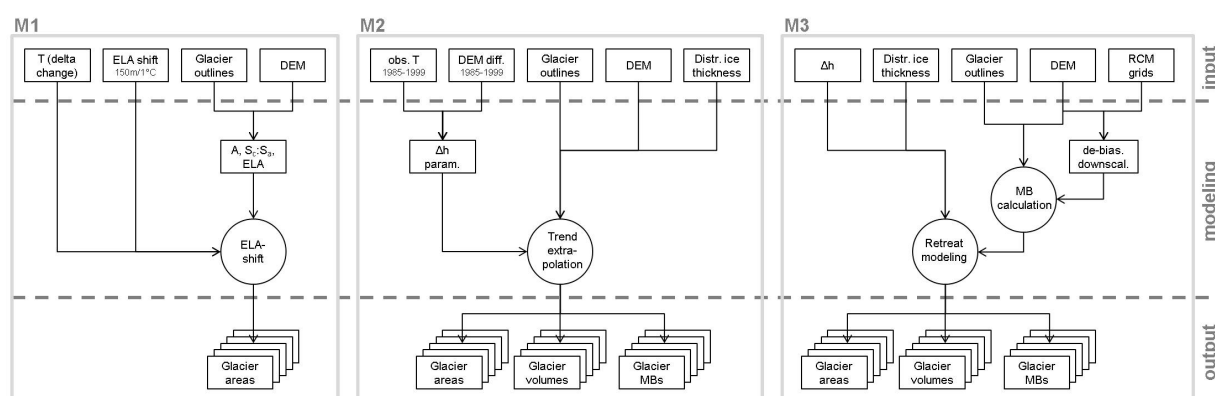 M1
M2
M3
T (delta
change)
ELA shift
150m/1°C
Glacier
outlines
DEM
obs. T
1985-1999
DEM diff.
1985-1999
Glacier
outlines
DEM
Distr. ice
thickness
Δh
Distr. ice
thickness
Glacier
outlines
DEM
RCM
grids
input
A, Sc:Sa,
ELA
Δh
param.
de-bias.
downscal.
MB
calculation
ELA-
shift
Trend
extra-
polation
Retreat
modeling
modeling
Glacier
areas
Glacier
areas
Glacier
volumes
Glacier
MBs
Glacier
areas
Glacier
volumes
Glacier
MBs
output